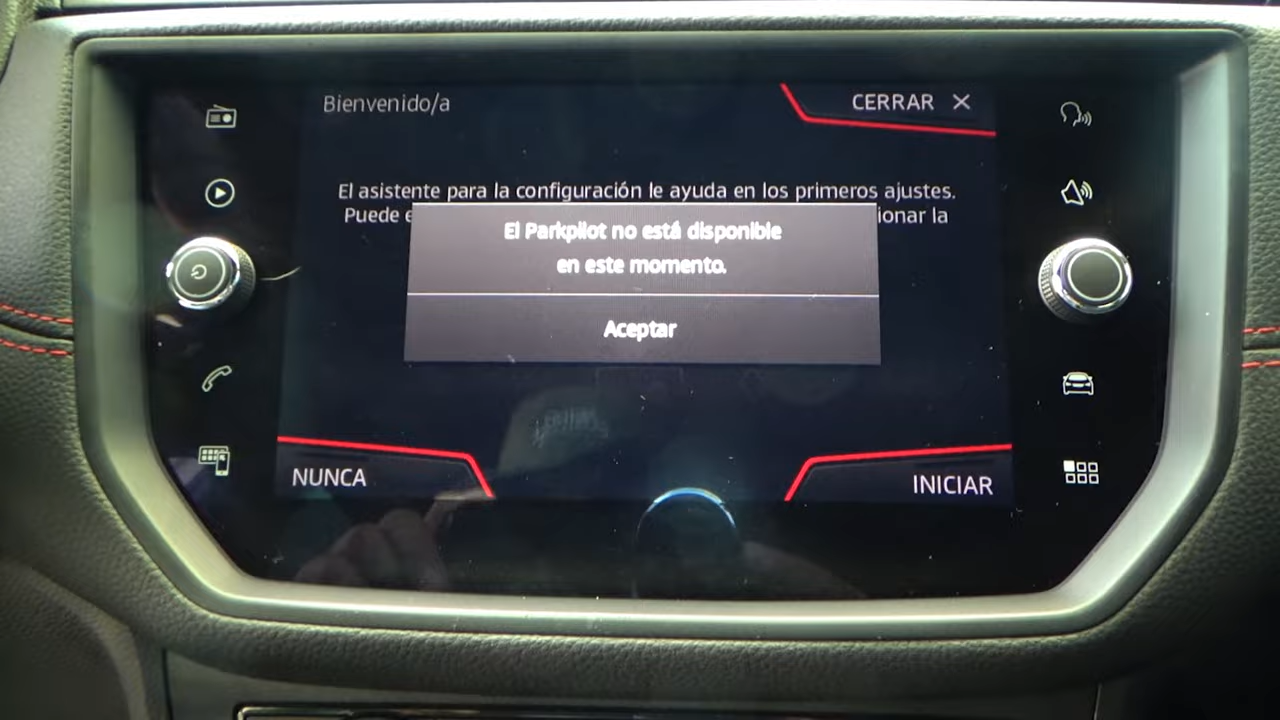 Bienvenido/a
CERRAR
El asistente para la configuración le ayuda en los primeros ajustes.
Puede
ionar la
El Parkpilot no está disponible
en este momento.
Aceptar
NUNCA
INICIAR